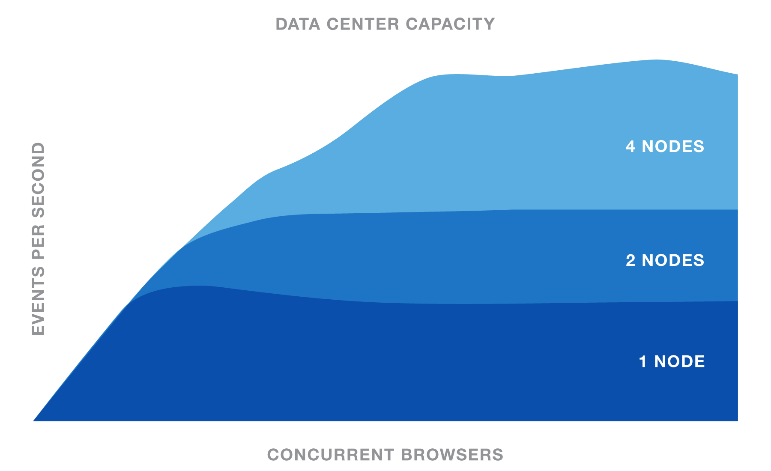 DATA CENTER CAPACITY
EVENTS PER SECOND
4 NODES
2 NODES
1 NODE
CONCURRENT BROWSERS